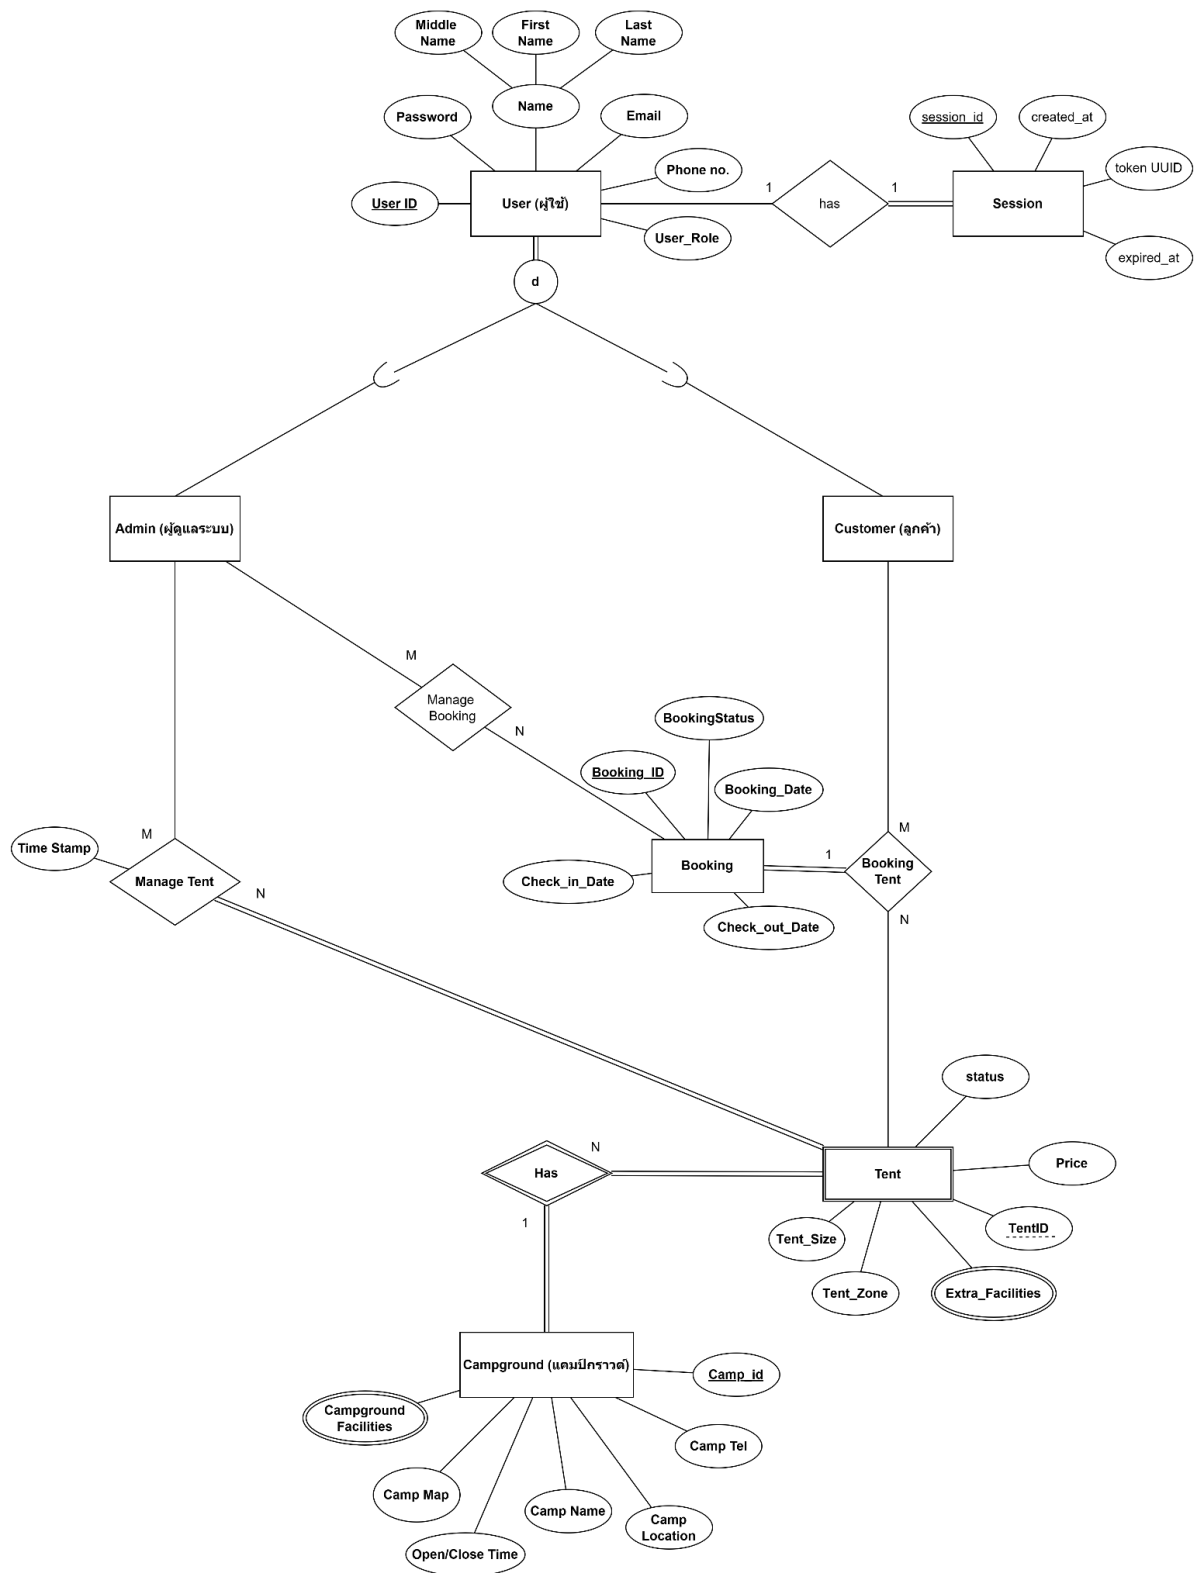 Middle
Name
First
Name
Last
Name
Name
Password
Email
session_id
created_at
Phone no.
token UUID
User ID
User (ผู้ใช้)
1
has
1
Session
User_Role
expired_at
d
Admin (ผู้ดูแลระบบ)
Customer (ลูกค้า)
M
Manage
Booking
N
BookingStatus
Booking_ID
Booking_Date
Time Stamp
M
Manage Tent
N
Booking
1
M
Booking
Tent
N
Check_in_Date
Check_out_Date
status
Has
N
1
Tent
Price
TentID
Tent_Size
Tent_Zone
Extra_Facilities
Campground (แคมป์กราวด์)
Camp_id
Campground
Facilities
Camp Tel
Camp Map
Camp Name
Camp
Location
Open/Close Time